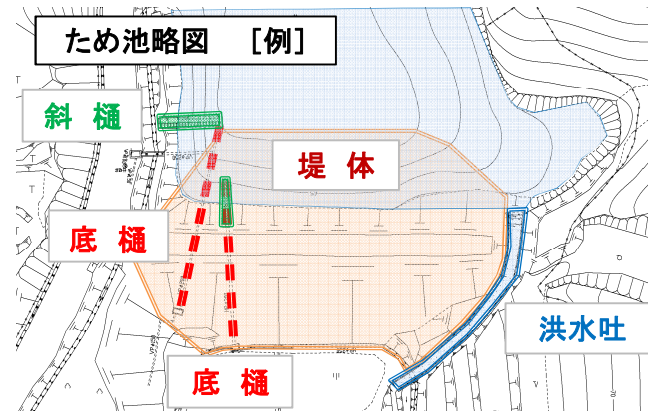 ため池略図 ［例］
斜 樋
堤 体
底 樋
洪水吐
底 樋